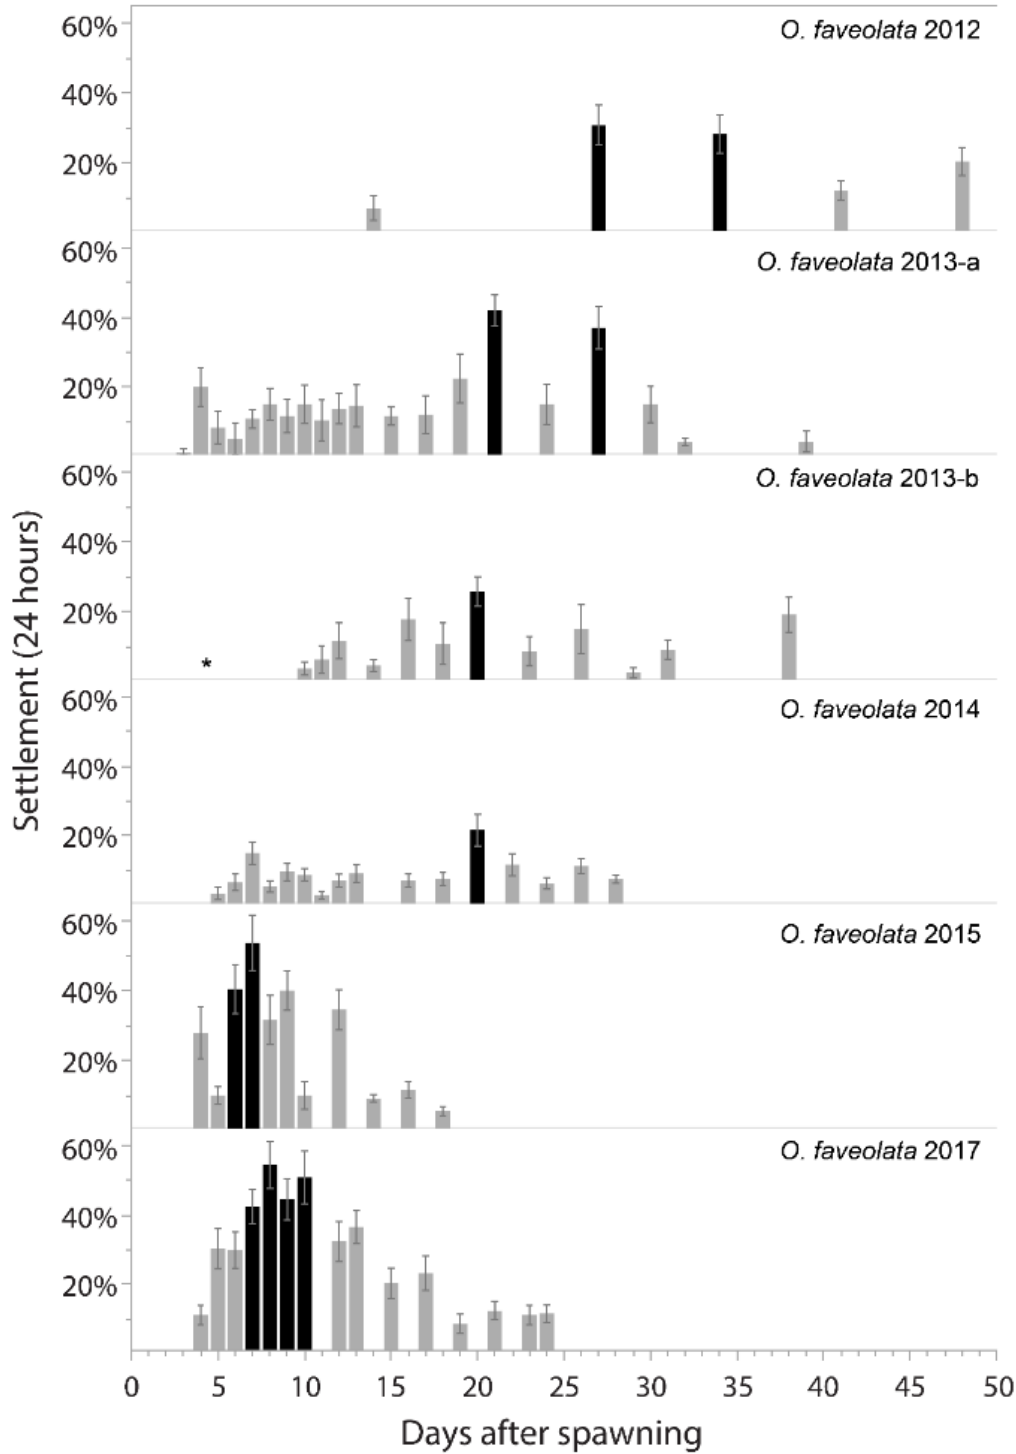 Settlement (24 hours)
60%
40%
20%
O. faveolata 2012
60%
40%
20%
O. faveolata 2013-a
60%
40%
20%
*
O. faveolata 2013-b
60%
40%
20%
O. faveolata 2014
60%
40%
20%
O. faveolata 2015
60%
40%
20%
O. faveolata 2017
0 5 10 15 20 25 30 35 40 45 50
Days after spawning